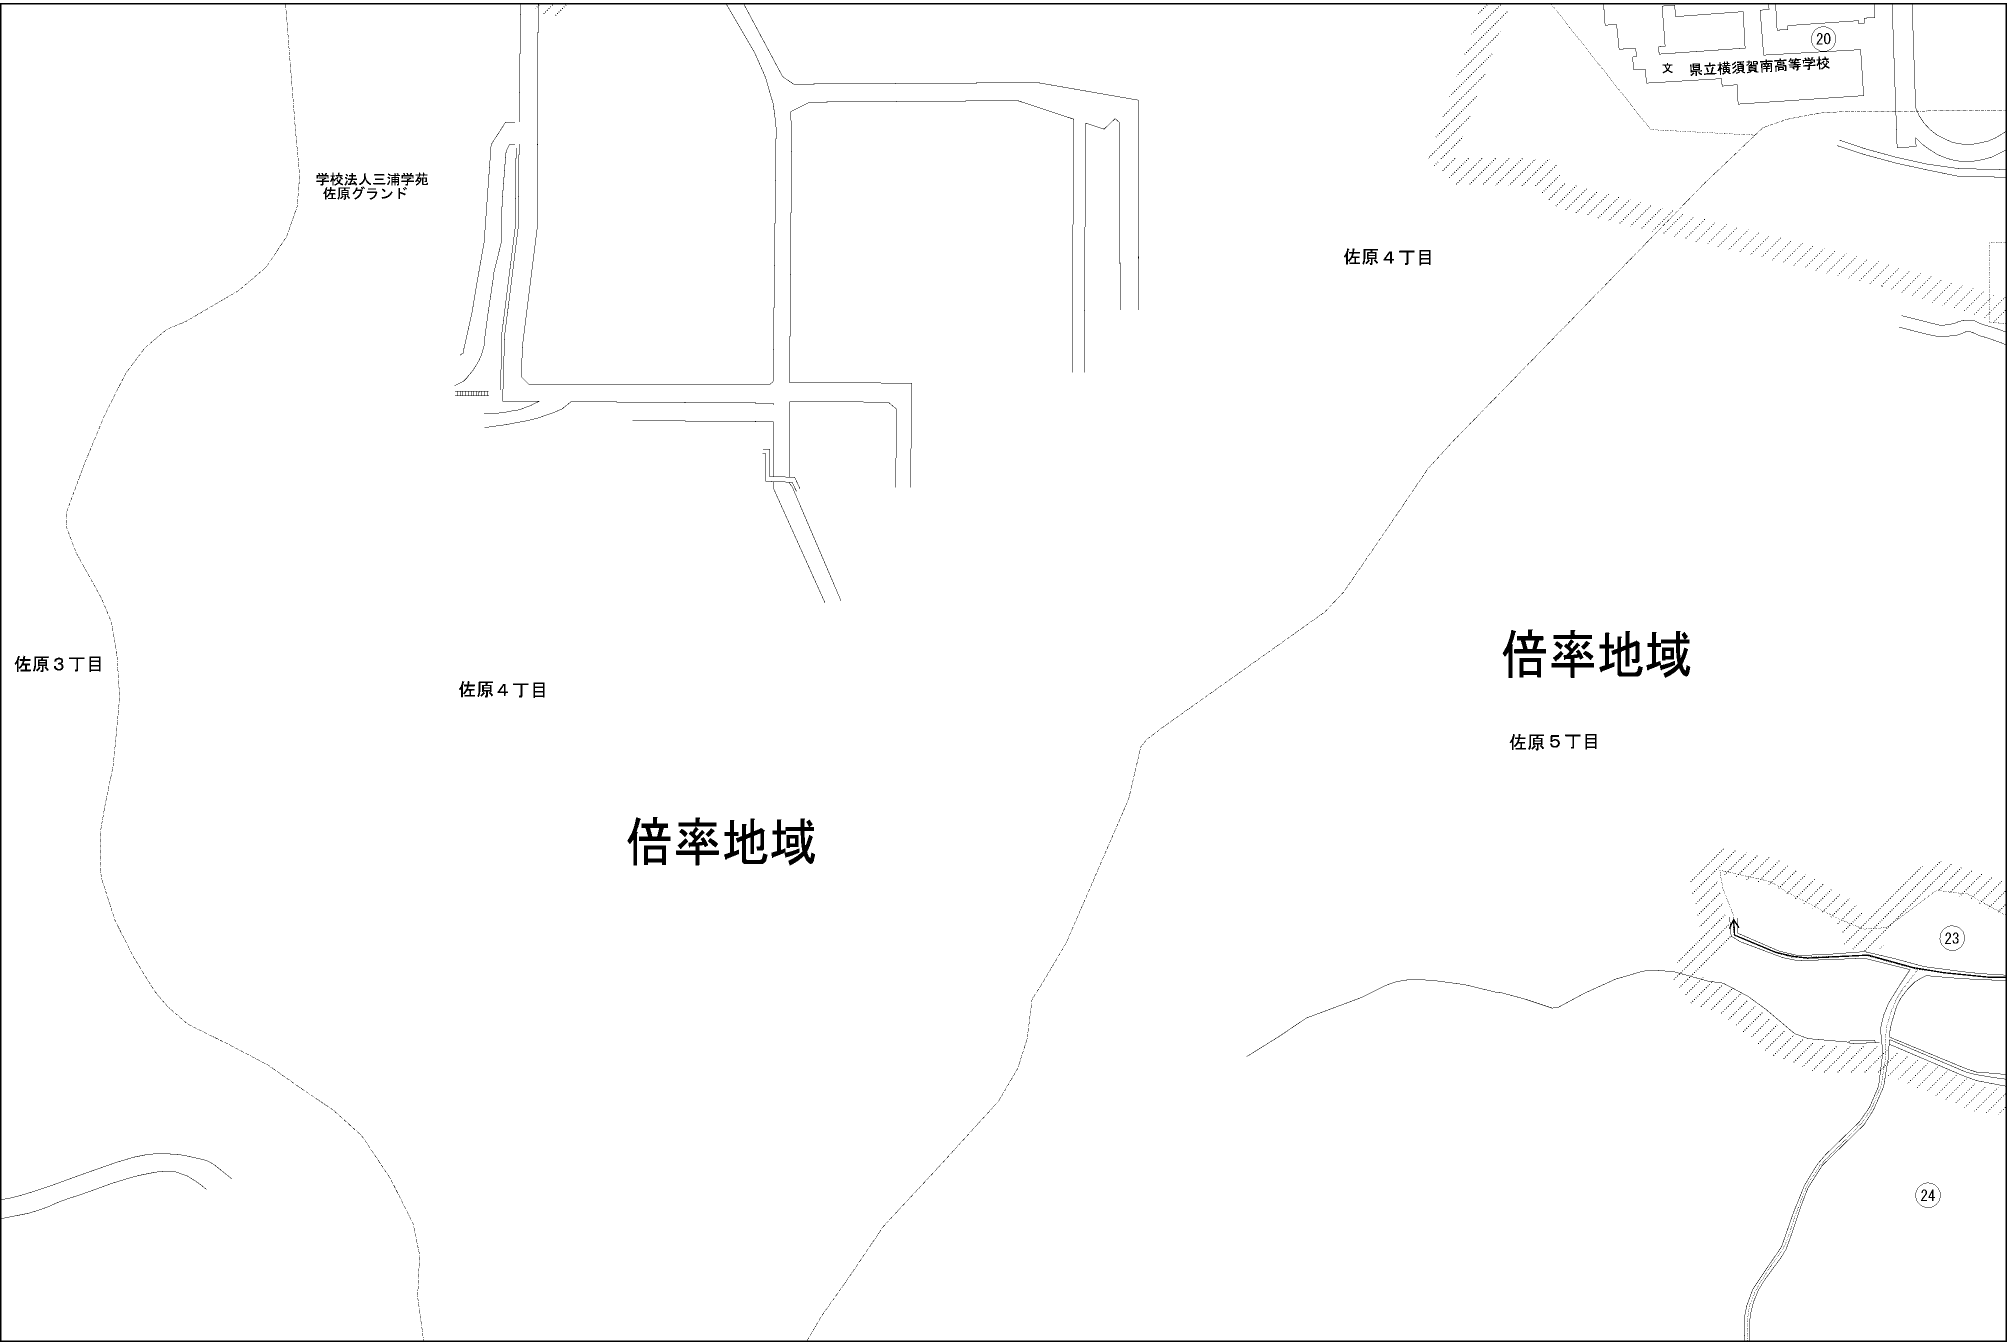 ⑳
文 県立横須賀南高等学校
学校法人三浦学苑
佐原グランド
佐原4丁目
倍率地域
佐原3丁目
佐原4丁目
佐原5丁目
倍率地域
㉓
㉔